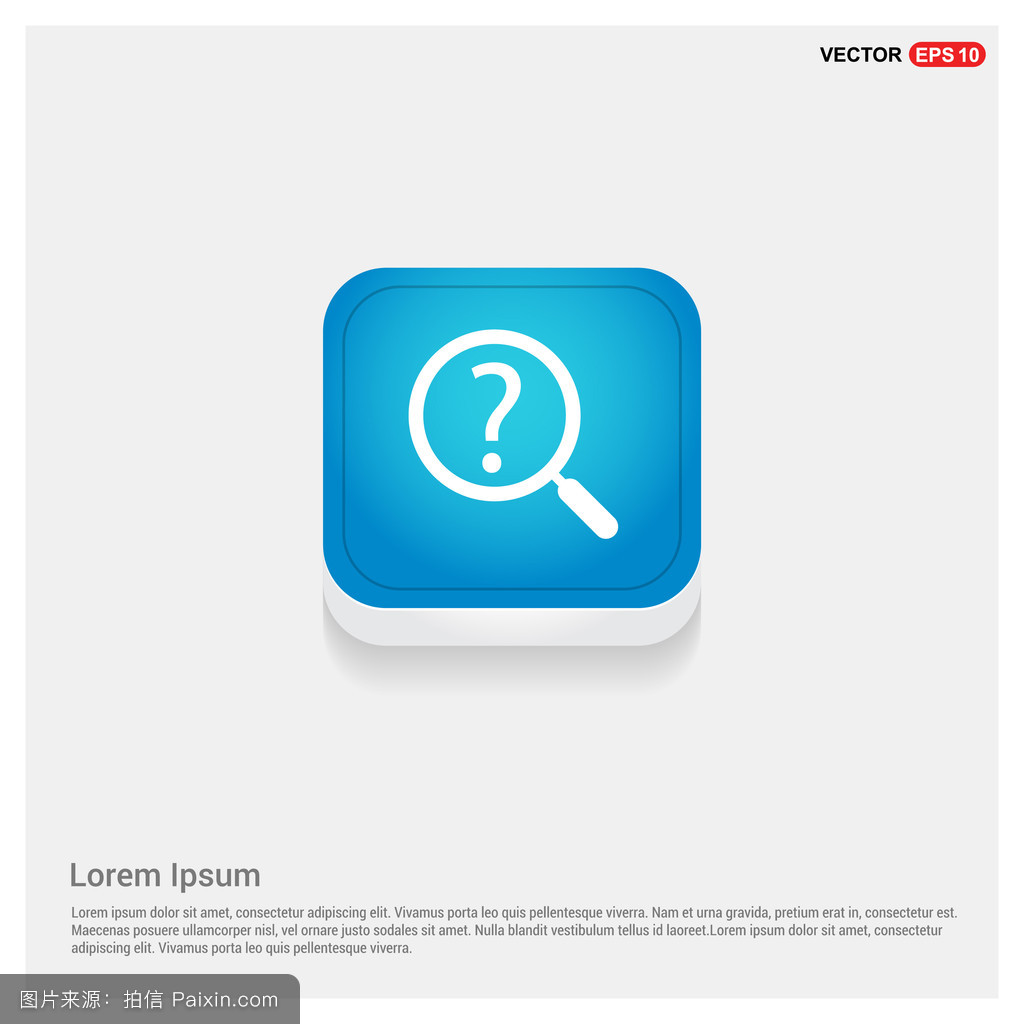 VECTOR EPS 10
?
Lorem Ipsum
Lorem ipsum dolor sit amet, consectetur adipiscing elit. Vivamus porta leo quis pellentesque viverra. Nam et urna gravida, pretium erat in, consectetur est.
Maecenas posuere ullamcorper nisl, vel ornare justo sodales sit amet. Nulla blandit vestibulum tellus id laoreet.Lorem ipsum dolor sit amet, consectetur
adipiscing elit. Vivamus porta leo quis pellentesque viverra.
图片来源：拍信 Paixin.com